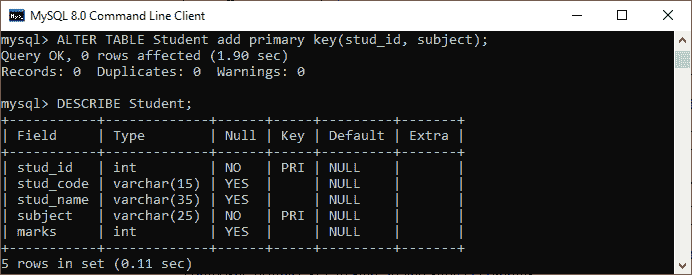 MySQL 8.0 Command Line Client
mysql> ALTER TABLE Student add primary key(stud_id, subject);
Query OK, 0 rows affected (1.90 sec)
Records: 0  Duplicates: 0  Warnings: 0
mysql> DESCRIBE Student;
+-----------+-------------+------+-----+---------+-------+
| Field     | Type        | Null | Key | Default | Extra |
+-----------+-------------+------+-----+---------+-------+
| stud_id   | int         | NO   | PRI | NULL    |       |
| stud_code | varchar(15) | YES  |     | NULL    |       |
| stud_name | varchar(35) | YES  |     | NULL    |       |
| subject   | varchar(25) | NO   | PRI | NULL    |       |
| marks     | int         | YES  |     | NULL    |       |
+-----------+-------------+------+-----+---------+-------+
5 rows in set (0.11 sec)